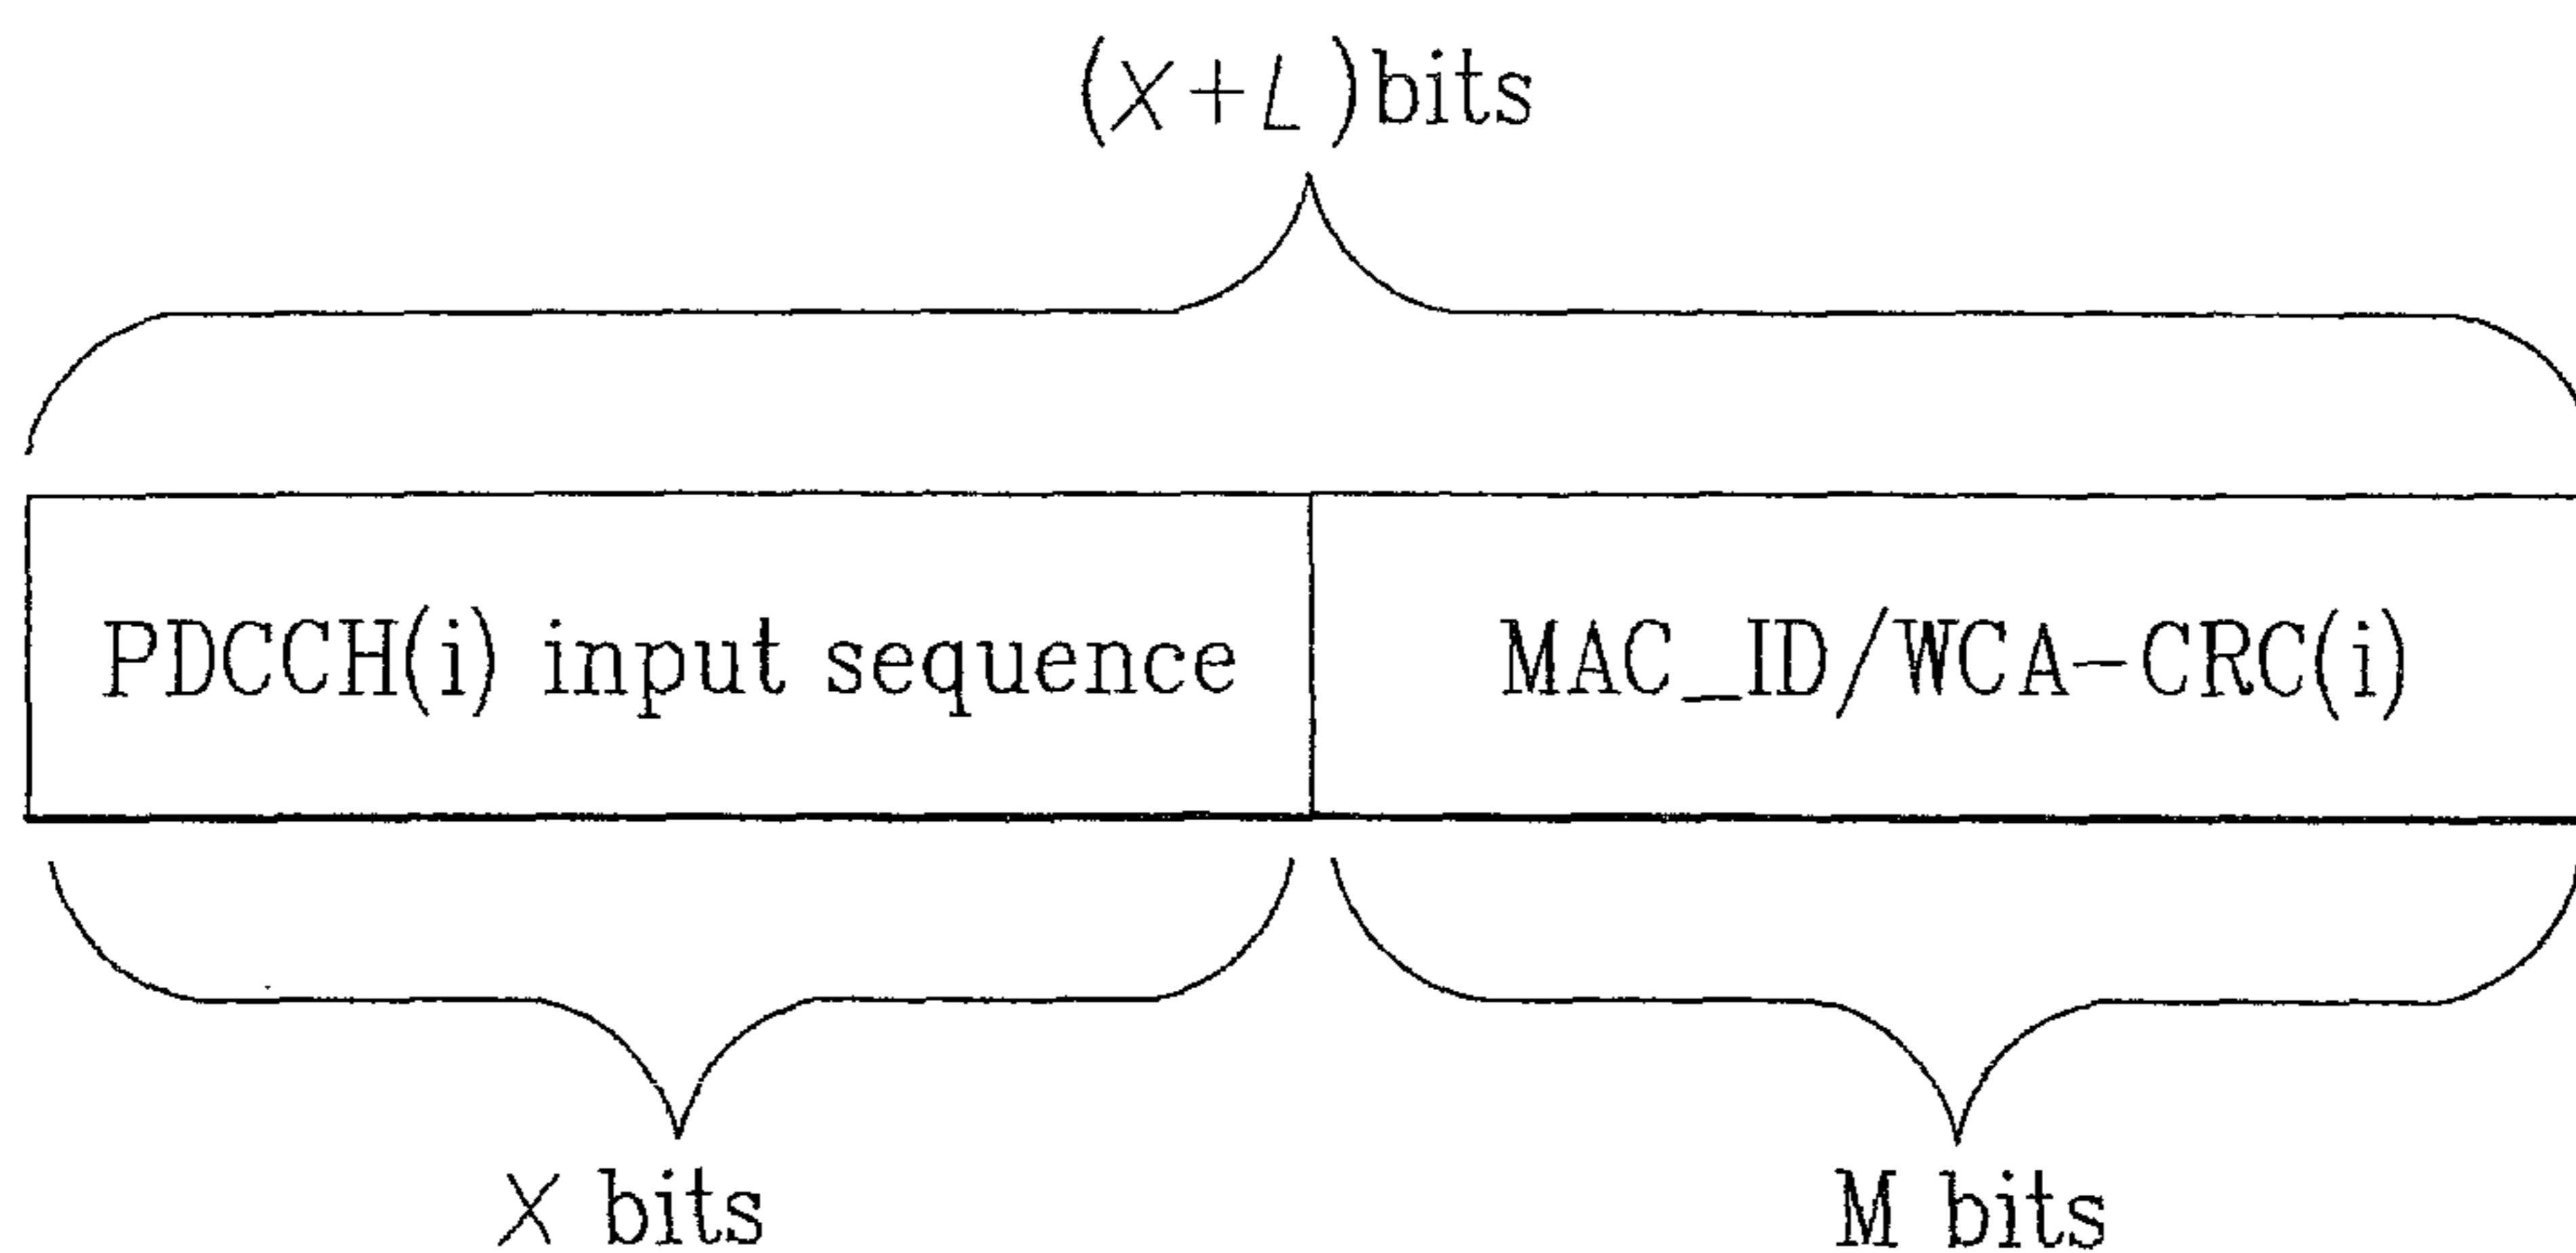 (X+L)bits
PDCCH(i) input sequence MAC_ID/WCA-CRC(i)
X bits M bits